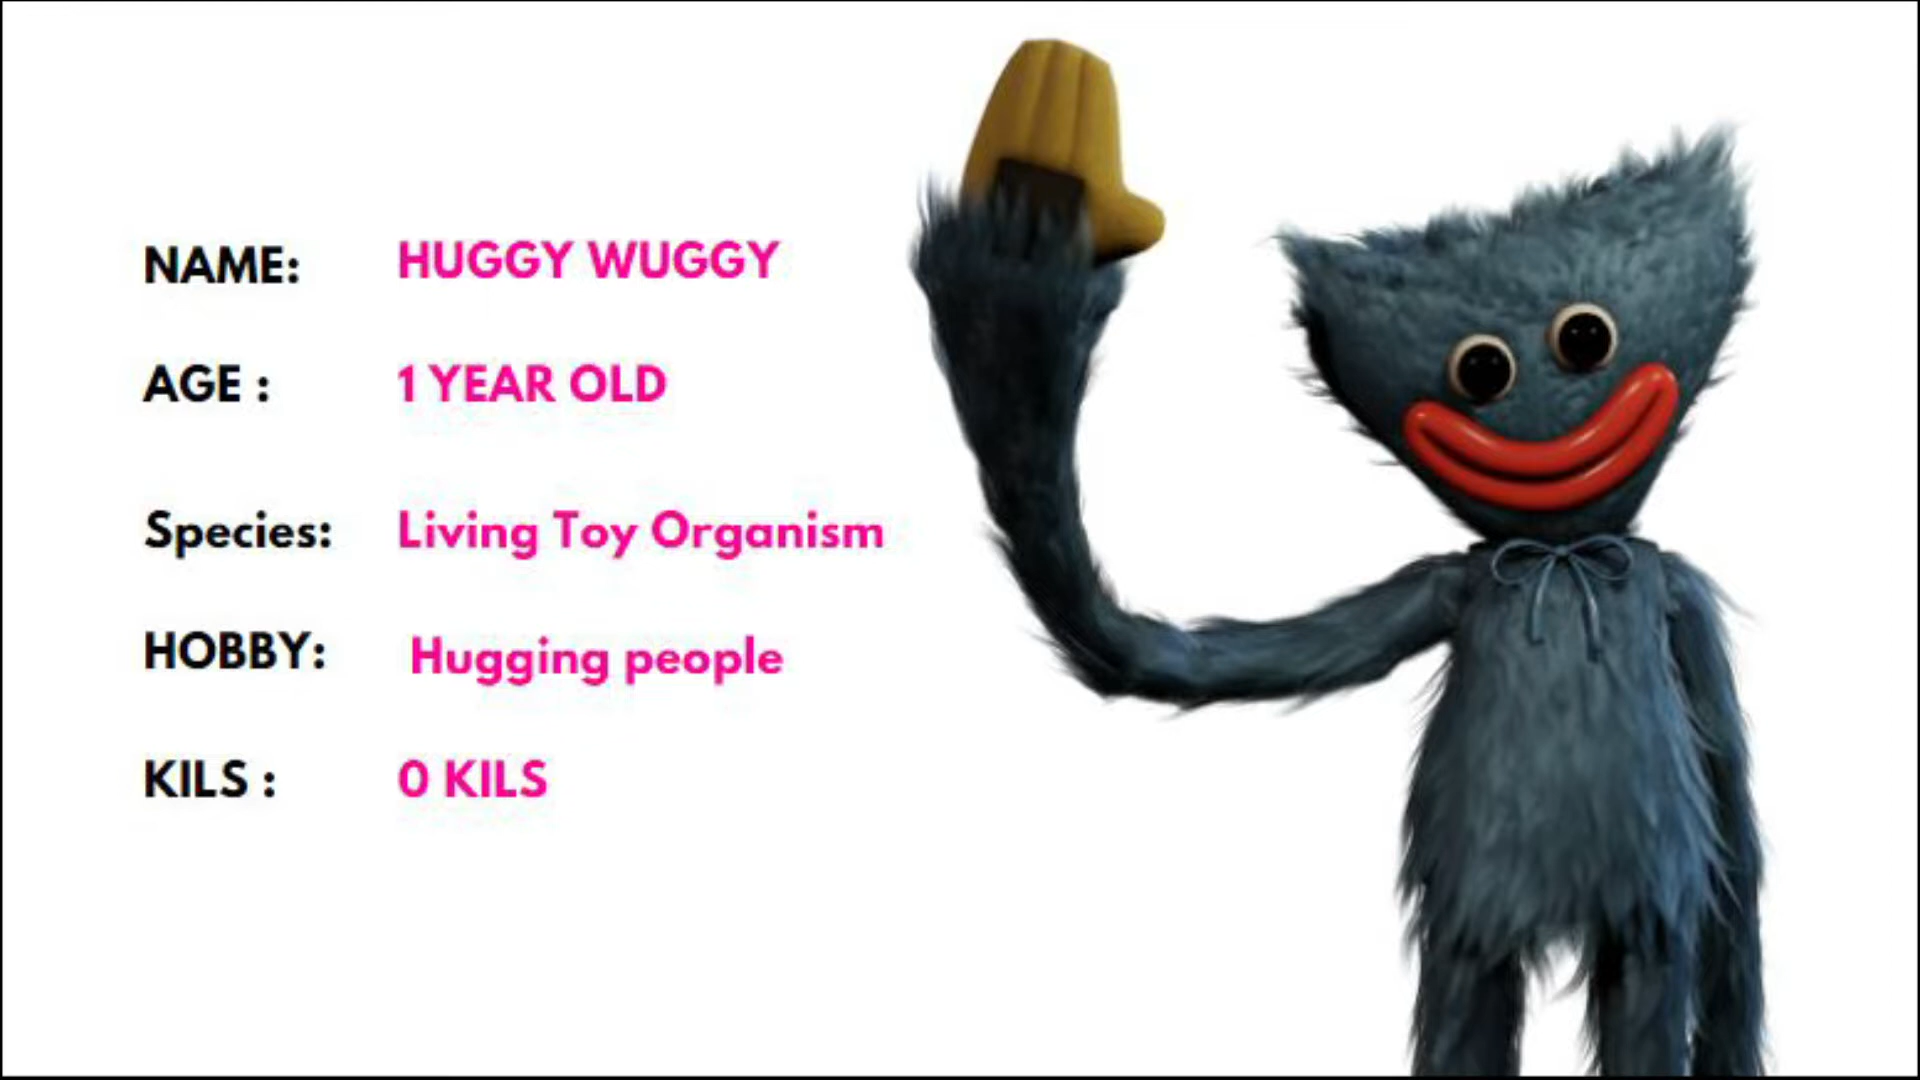 NAME: HUGGY WUGGY
AGE : 1 YEAR OLD
Species: Living Toy Organism
HOBBY: Hugging people
KILS : 0 KILS